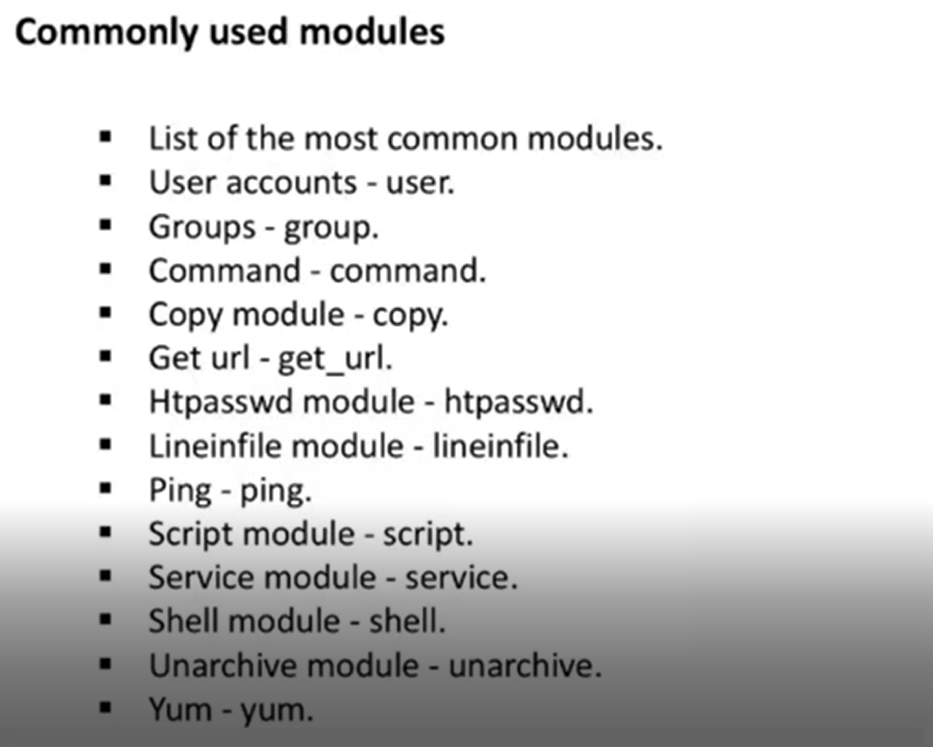 Commonly used modules
▪ List of the most common modules.
▪ User accounts - user.
▪ Groups - group.
▪ Command - command.
▪ Copy module - copy.
▪ Get url - get_url.
▪ Htpasswd module - htpasswd.
▪ Lineinfile module - lineinfile.
▪ Ping - ping.
▪ Script module - script.
▪ Service module - service.
▪ Shell module - shell.
▪ Unarchive module - unarchive.
▪ Yum - yum.